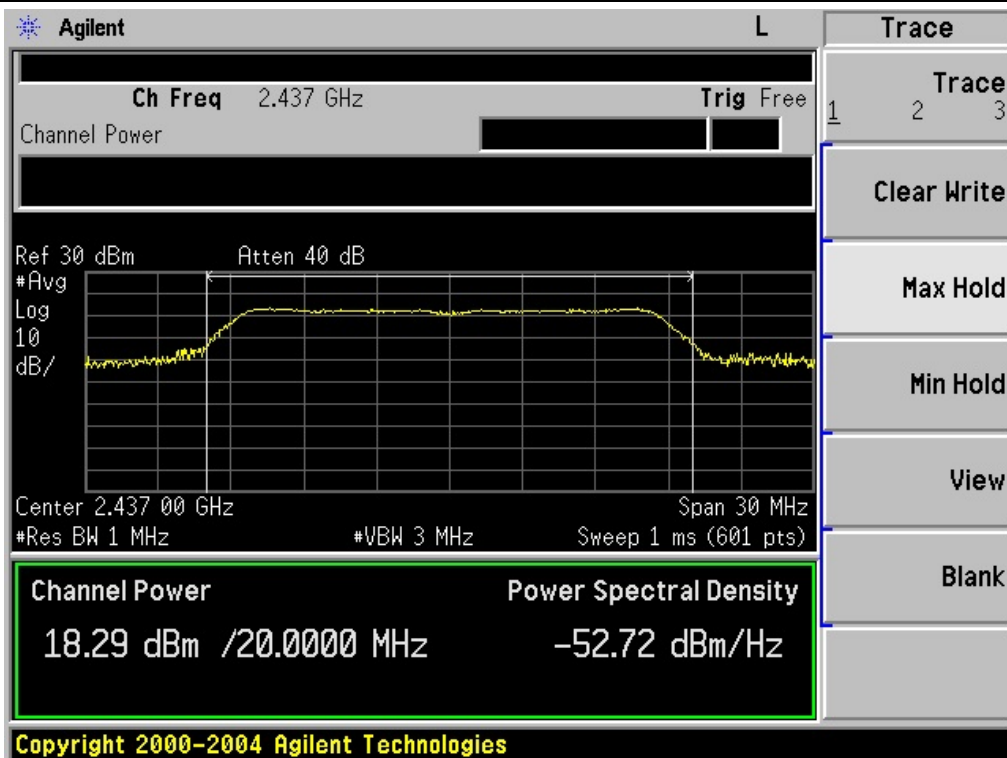 Agilent L Trace
Ch Freq 2.437 GHz Trig Free
Channel Power
Trace
1 2 3
Clear Write
Ref 30 dBm Atten 40 dB
#Avg
Log
10
dB/
Max Hold
Min Hold
View
Center 2.437 00 GHz Span 30 MHz
#Res BW 1 MHz #VBW 3 MHz Sweep 1 ms (601 pts)
Blank
Channel Power Power Spectral Density
18.29 dBm /20.0000 MHz -52.72 dBm/Hz
Copyright 2000-2004 Agilent Technologies